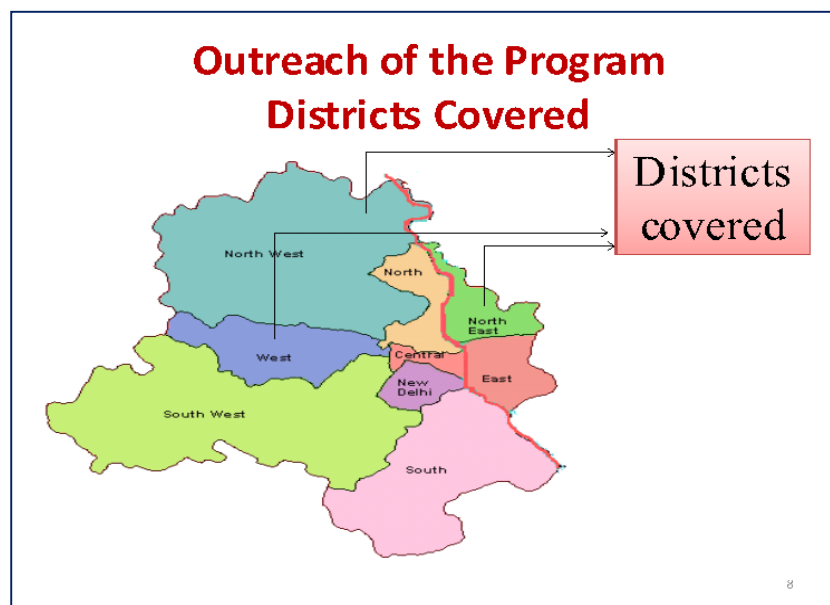 Outreach of the Program
Districts Covered
Districts
covered
North West
North
North
East
West
Central
New
Delhi
East
South West
South
8